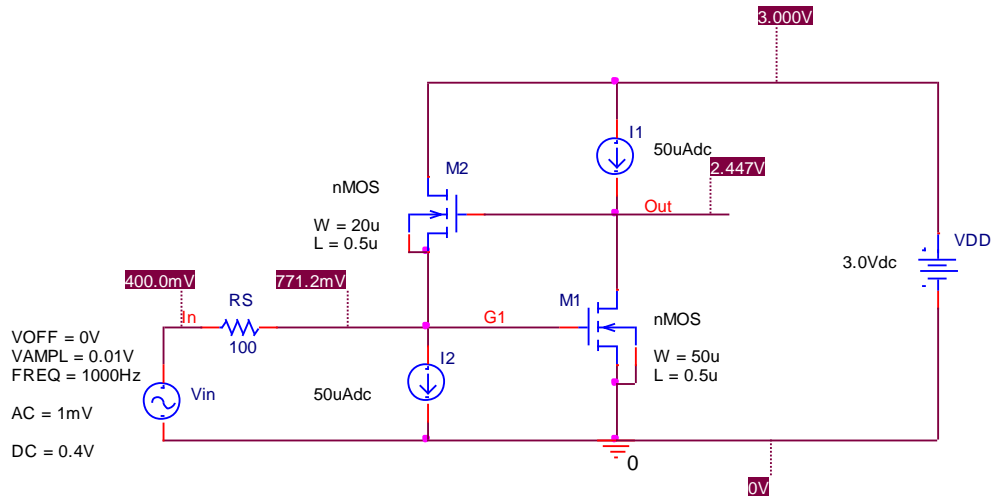 3.000V
I1
50uAdc
M2
nMOS
2.447V
Out
W = 20u
L = 0.5u
VDD
3.0Vdc
400.0mV
771.2mV
RS
In
100
G1
M1
nMOS
VOFF = 0V
VAMPL = 0.01V
FREQ = 1000Hz
W = 50u
L = 0.5u
I2
50uAdc
Vin
AC = 1mV
DC = 0.4V
0
0V